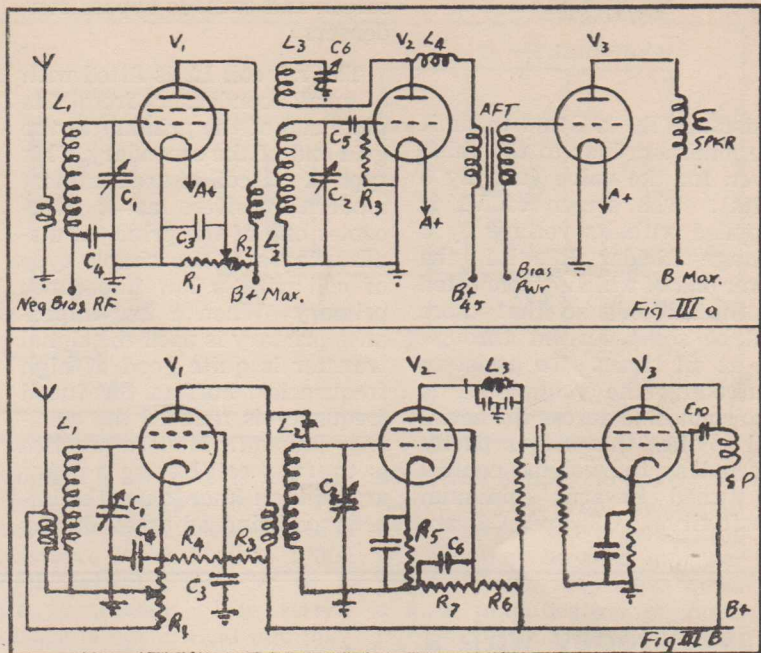 V1
L1
C1
C4
A+
C3
R1
R2
Neg Bias RF
B+ Max.
L3
C6
L2
V2
L4
C5
C2
R3
A+
AFT
B+
45
Bias
Pwr
V3
A+
SPKR
B Max.
Fig III a
V1
L1
C1
R4
R3
C3
L2
V2
L3
R5
C6
R7
R6
V3
C10
SP
B+
Fig III B